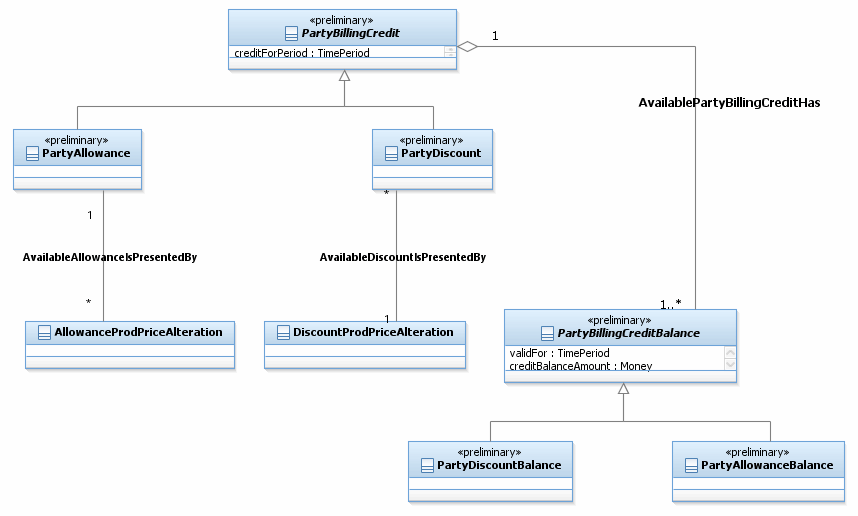 «preliminary»
PartyBillingCredit
creditForPeriod : TimePeriod
1
AvailablePartyBillingCreditHas
«preliminary»
PartyAllowance
«preliminary»
PartyDiscount
1
*
AvailableAllowanceIsPresentedBy
AvailableDiscountIsPresentedBy
*
1
1..*
AllowanceProdPriceAlteration
DiscountProdPriceAlteration
«preliminary»
PartyBillingCreditBalance
validFor : TimePeriod
creditBalanceAmount : Money
«preliminary»
PartyDiscountBalance
«preliminary»
PartyAllowanceBalance